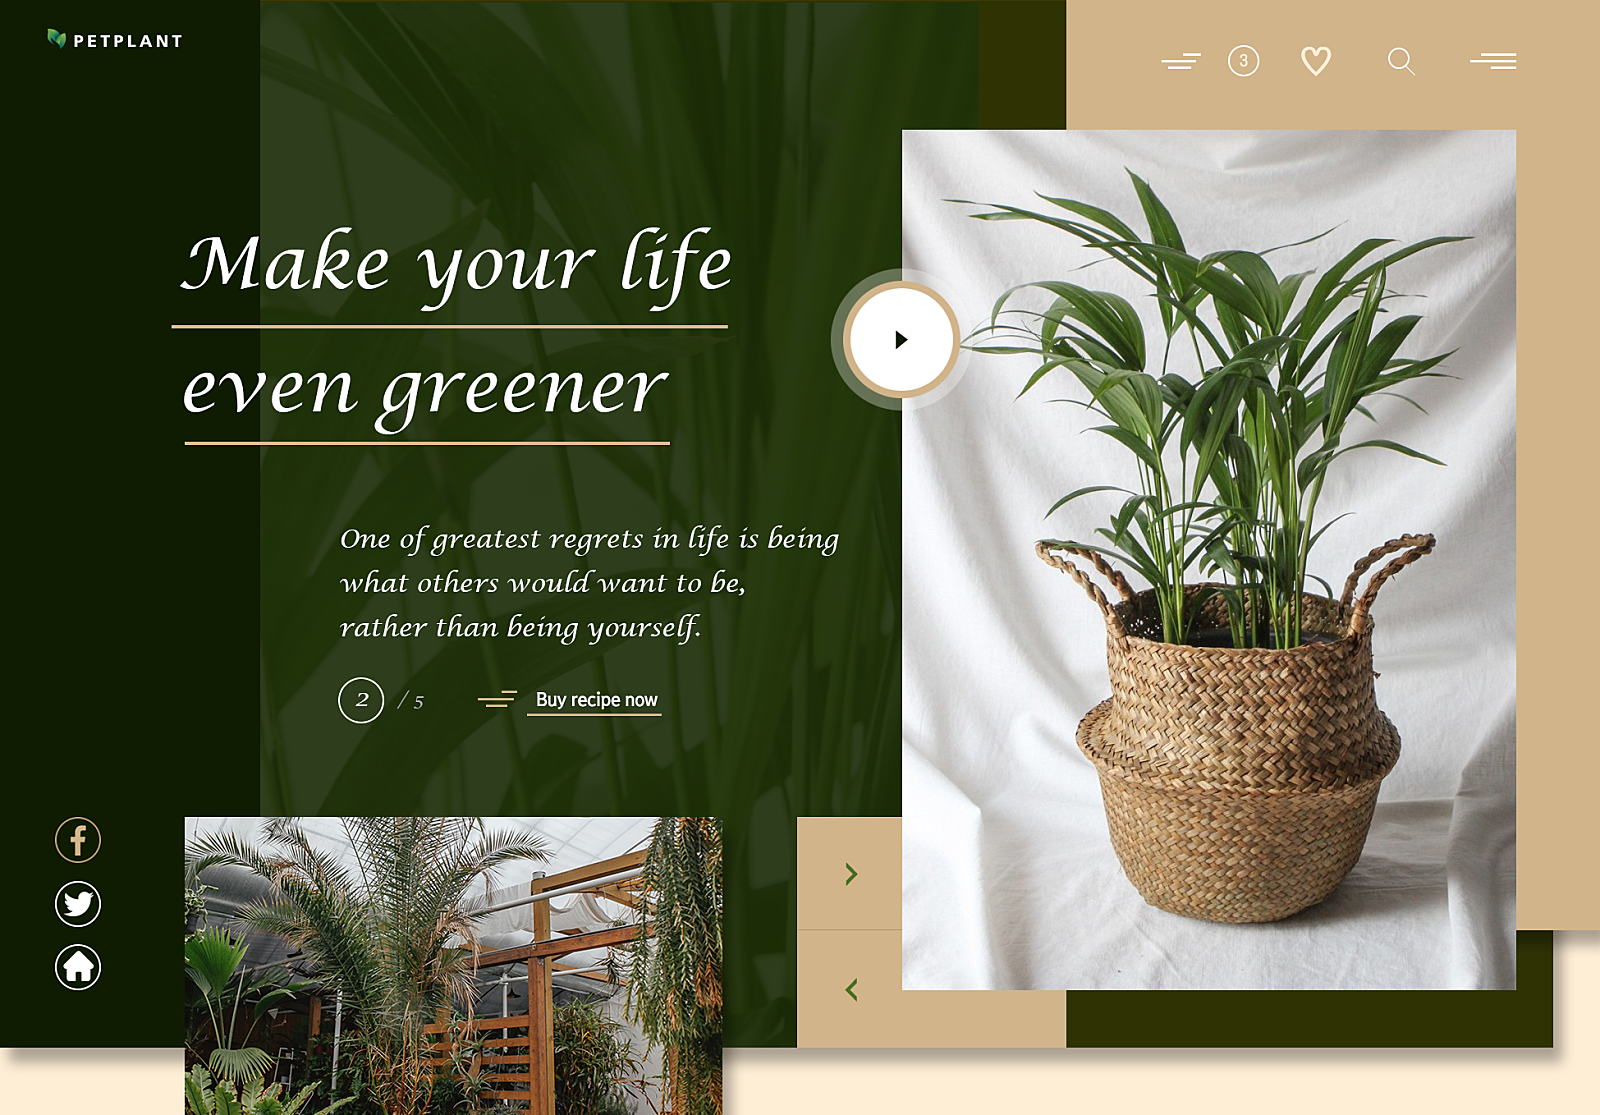 PETPLANT
3
Make your life
even greener
One of greatest regrets in life is being
what others would want to be,
rather than being yourself.
2 / 5
Buy recipe now